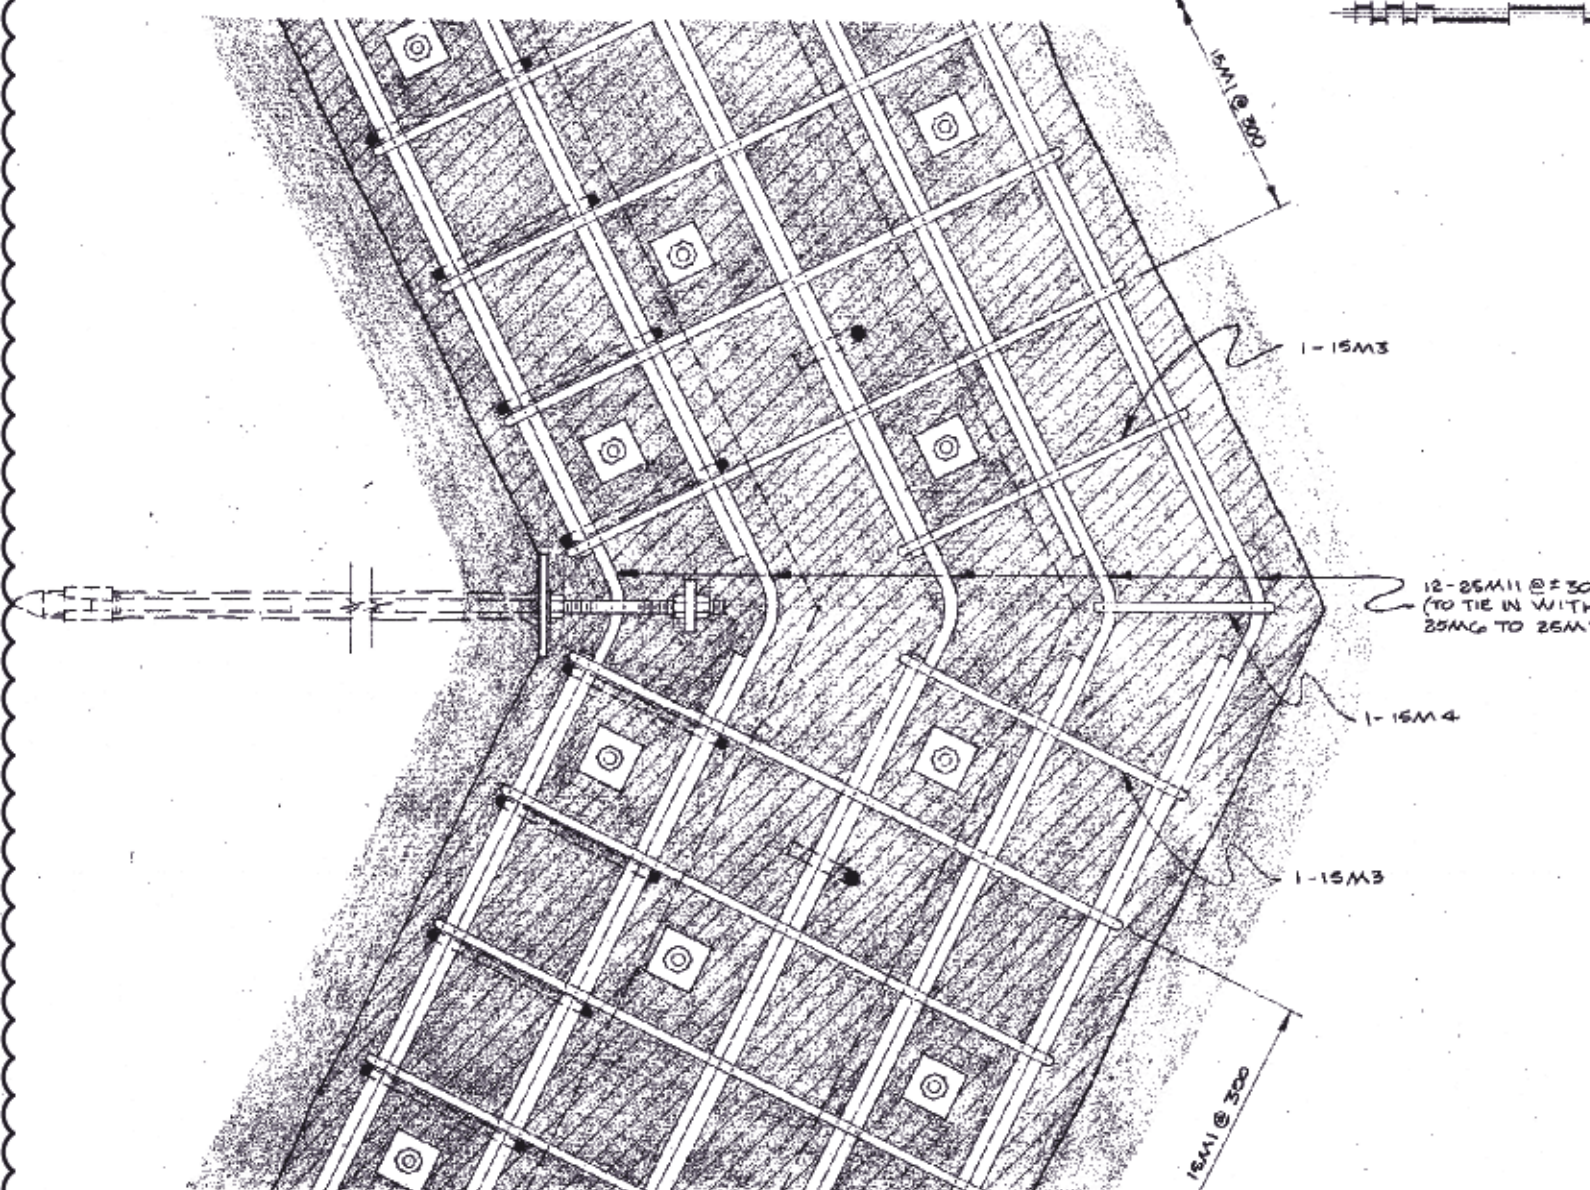 15M1 @ 300
1-15M3
12-25M11 @ ± 30
(TO TIE IN WITH
25M6 TO 25M
1-15M4
1-15M3
15M1 @ 300